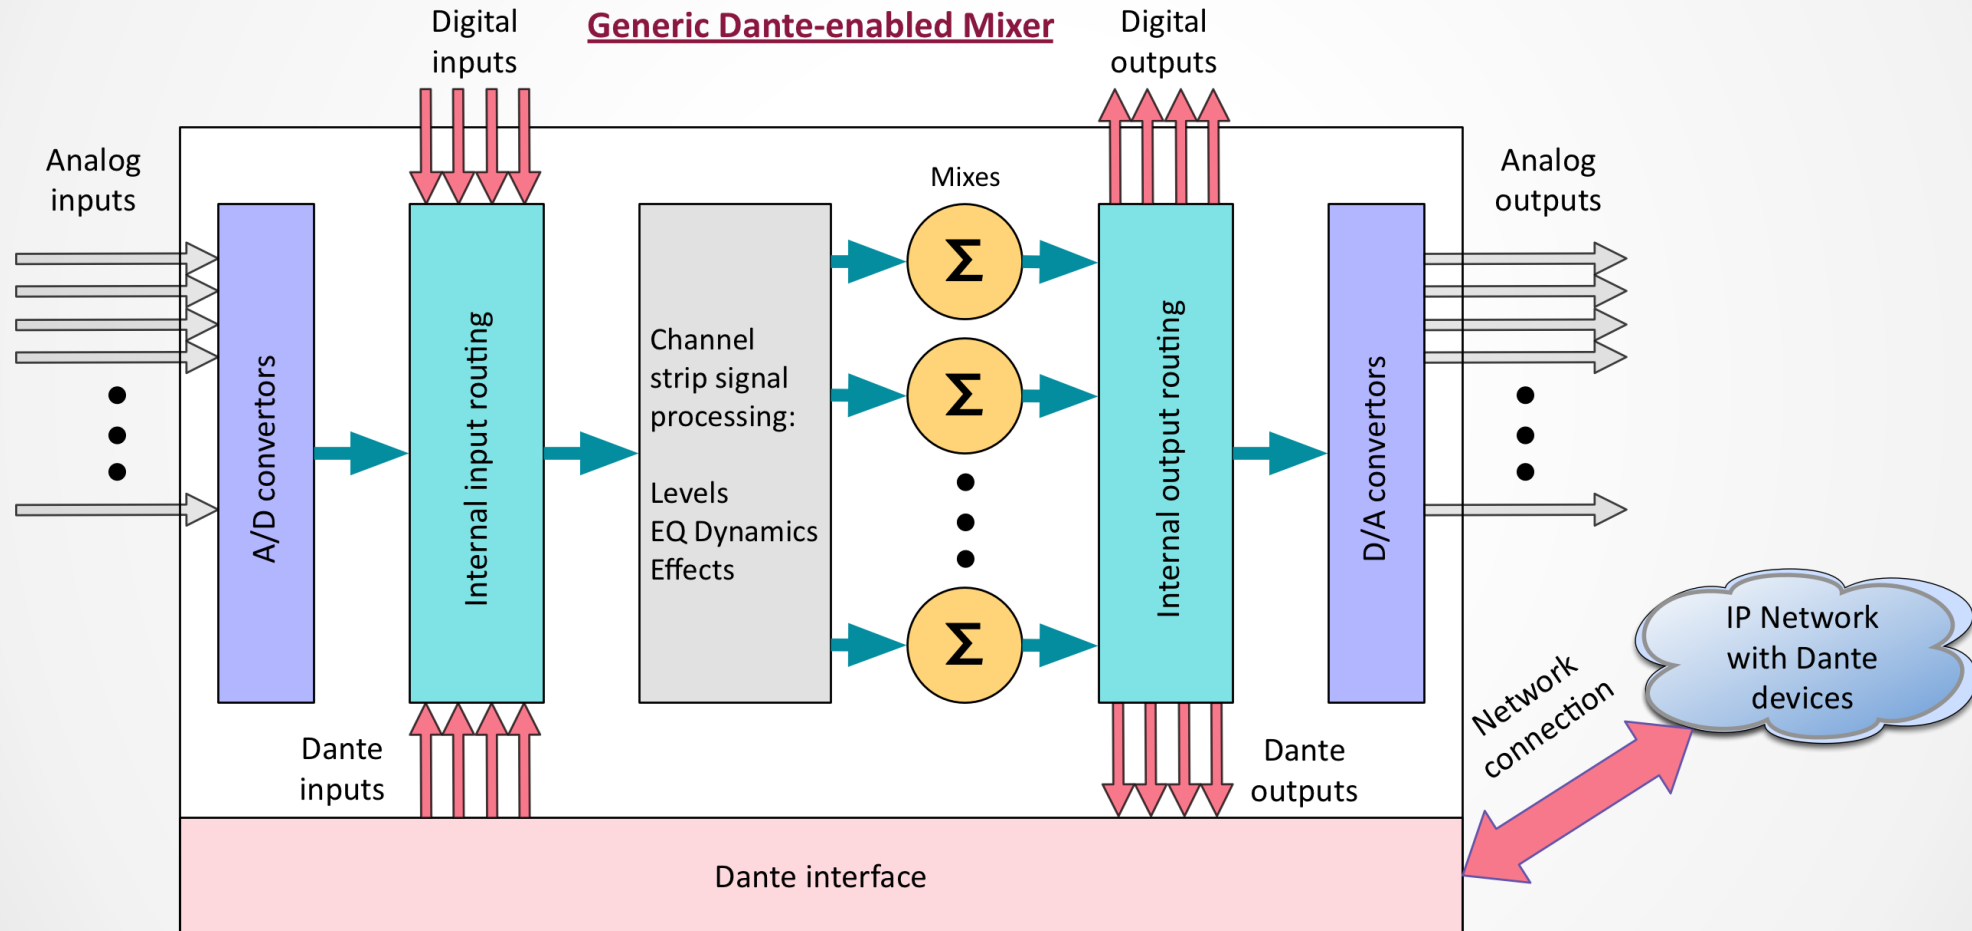 Generic Dante-enabled Mixer
Digital
inputs
Digital
outputs
Analog
inputs
Analog
outputs
Mixes
A/D convertors
Internal input routing
Channel
strip signal
processing:
Levels
EQ Dynamics
Effects
Σ
Σ
Σ
Internal output routing
D/A convertors
IP Network
with Dante
devices
Network
connection
Dante
inputs
Dante
outputs
Dante interface